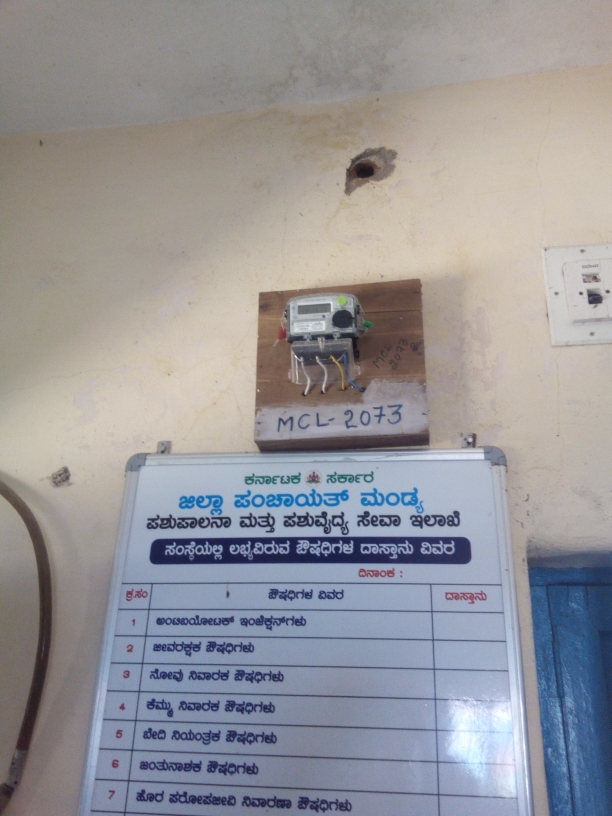 MCL
2073
MCL-2073
ಕರ್ನಾಟಕ ಸರ್ಕಾರ
ಜಿಲ್ಲಾ ಪಂಚಾಯತ್ ಮಂಡ್ಯ
ಪಶುಪಾಲನಾ ಮತ್ತು ಪಶುವೈದ್ಯ ಸೇವಾ ಇಲಾಖೆ
ಸಂಸ್ಥೆಯಲ್ಲಿ ಲಭ್ಯವಿರುವ ಔಷಧಿಗಳ ದಾಸ್ತಾನು ವಿವರ
ದಿನಾಂಕ :
ಕ್ರ.ಸಂ ಔಷಧಿಗಳ ವಿವರ ದಾಸ್ತಾನು
1 ಅಂಟಿಬಯೋಟಿಕ್ ಇಂಜೆಕ್ಷನ್‌ಗಳು
2 ಜೀವರಕ್ಷಕ ಔಷಧಿಗಳು
3 ನೋವು ನಿವಾರಕ ಔಷಧಿಗಳು
4 ಕೆಮ್ಮು ನಿವಾರಕ ಔಷಧಿಗಳು
5 ಬೇದಿ ನಿಯಂತ್ರಕ ಔಷಧಿಗಳು
6 ಜಂತುನಾಶಕ ಔಷಧಿಗಳು
7 ಹೊರ ಪರೋಪಜೀವಿ ನಿವಾರಣಾ ಔಷಧಿಗಳು